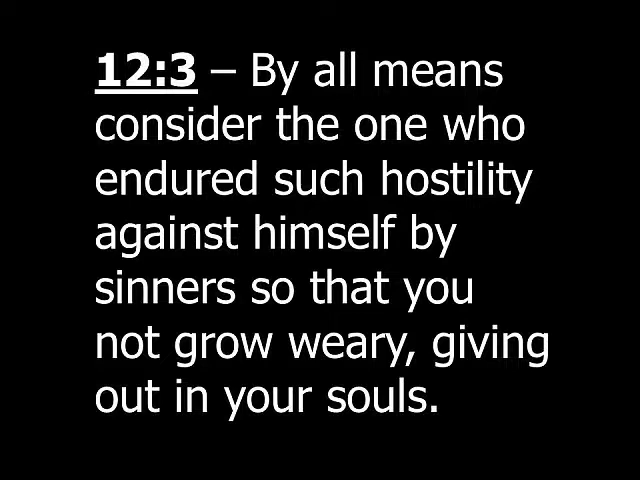 12:3 – By all means
consider the one who
endured such hostility
against himself by
sinners so that you
not grow weary, giving
out in your souls.